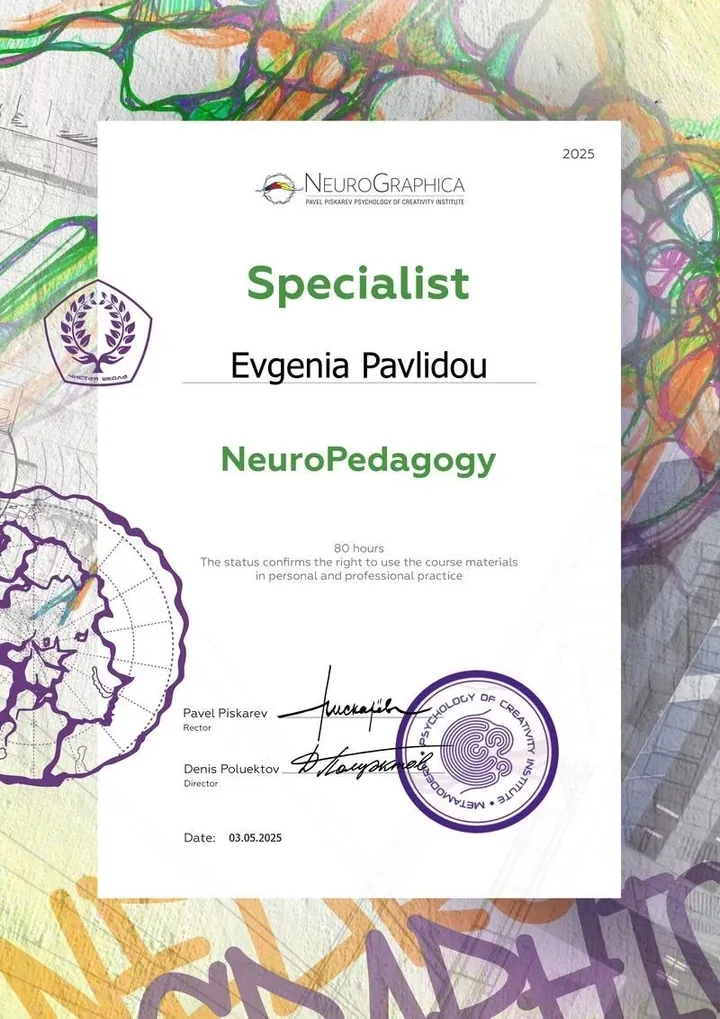 2025
NEUROGRAPHICA
PAVEL PISKAREV PSYCHOLOGY OF CREATIVITY INSTITUTE
Specialist
Evgenia Pavlidou
ЧИСТАЯ ШКОЛА
NeuroPedagogy
80 hours
The status confirms the right to use the course materials
in personal and professional practice
Pavel Piskarev
Rector
Denis Poluektov
Director
PSYCHOLOGY OF CREATIVITY INSTITUTE •
Date: 03.05.2025